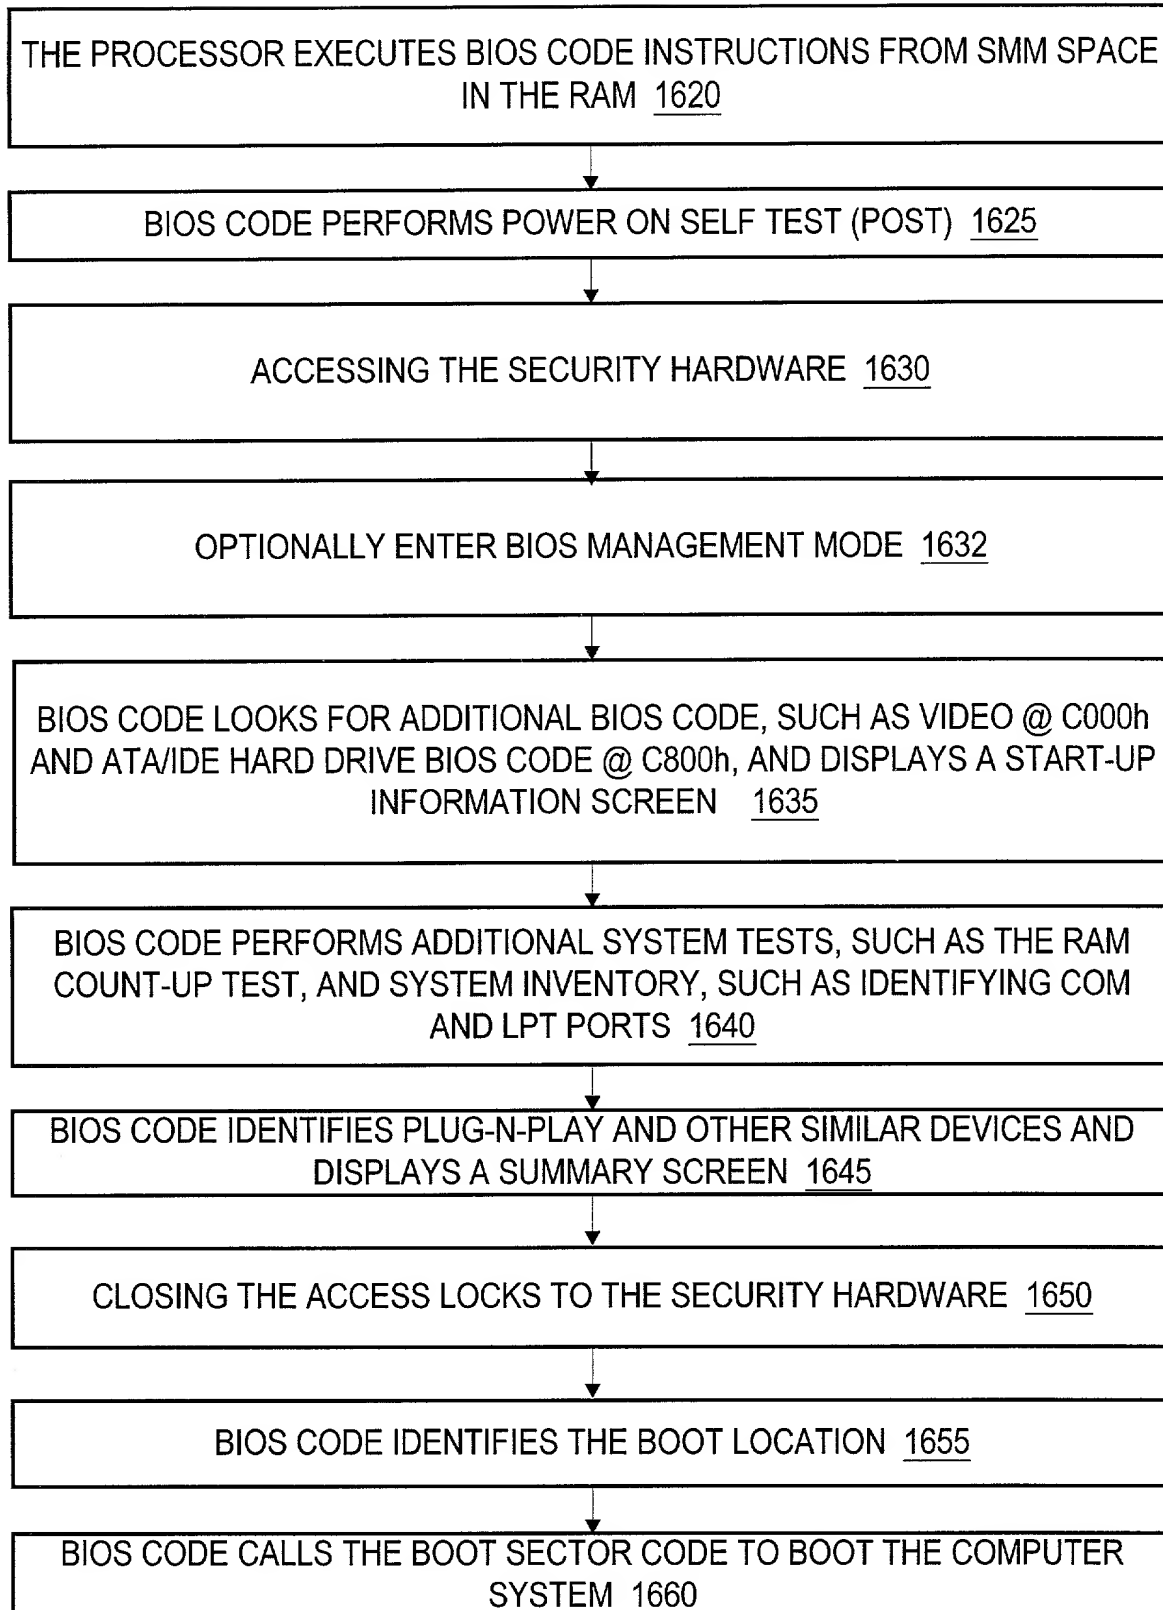 THE PROCESSOR EXECUTES BIOS CODE INSTRUCTIONS FROM SMM SPACE
IN THE RAM 1620
BIOS CODE PERFORMS POWER ON SELF TEST (POST) 1625
ACCESSING THE SECURITY HARDWARE 1630
OPTIONALLY ENTER BIOS MANAGEMENT MODE 1632
BIOS CODE LOOKS FOR ADDITIONAL BIOS CODE, SUCH AS VIDEO @ C000h
AND ATA/IDE HARD DRIVE BIOS CODE @ C800h, AND DISPLAYS A START-UP
INFORMATION SCREEN 1635
BIOS CODE PERFORMS ADDITIONAL SYSTEM TESTS, SUCH AS THE RAM
COUNT-UP TEST, AND SYSTEM INVENTORY, SUCH AS IDENTIFYING COM
AND LPT PORTS 1640
BIOS CODE IDENTIFIES PLUG-N-PLAY AND OTHER SIMILAR DEVICES AND
DISPLAYS A SUMMARY SCREEN 1645
CLOSING THE ACCESS LOCKS TO THE SECURITY HARDWARE 1650
BIOS CODE IDENTIFIES THE BOOT LOCATION 1655
BIOS CODE CALLS THE BOOT SECTOR CODE TO BOOT THE COMPUTER
SYSTEM 1660